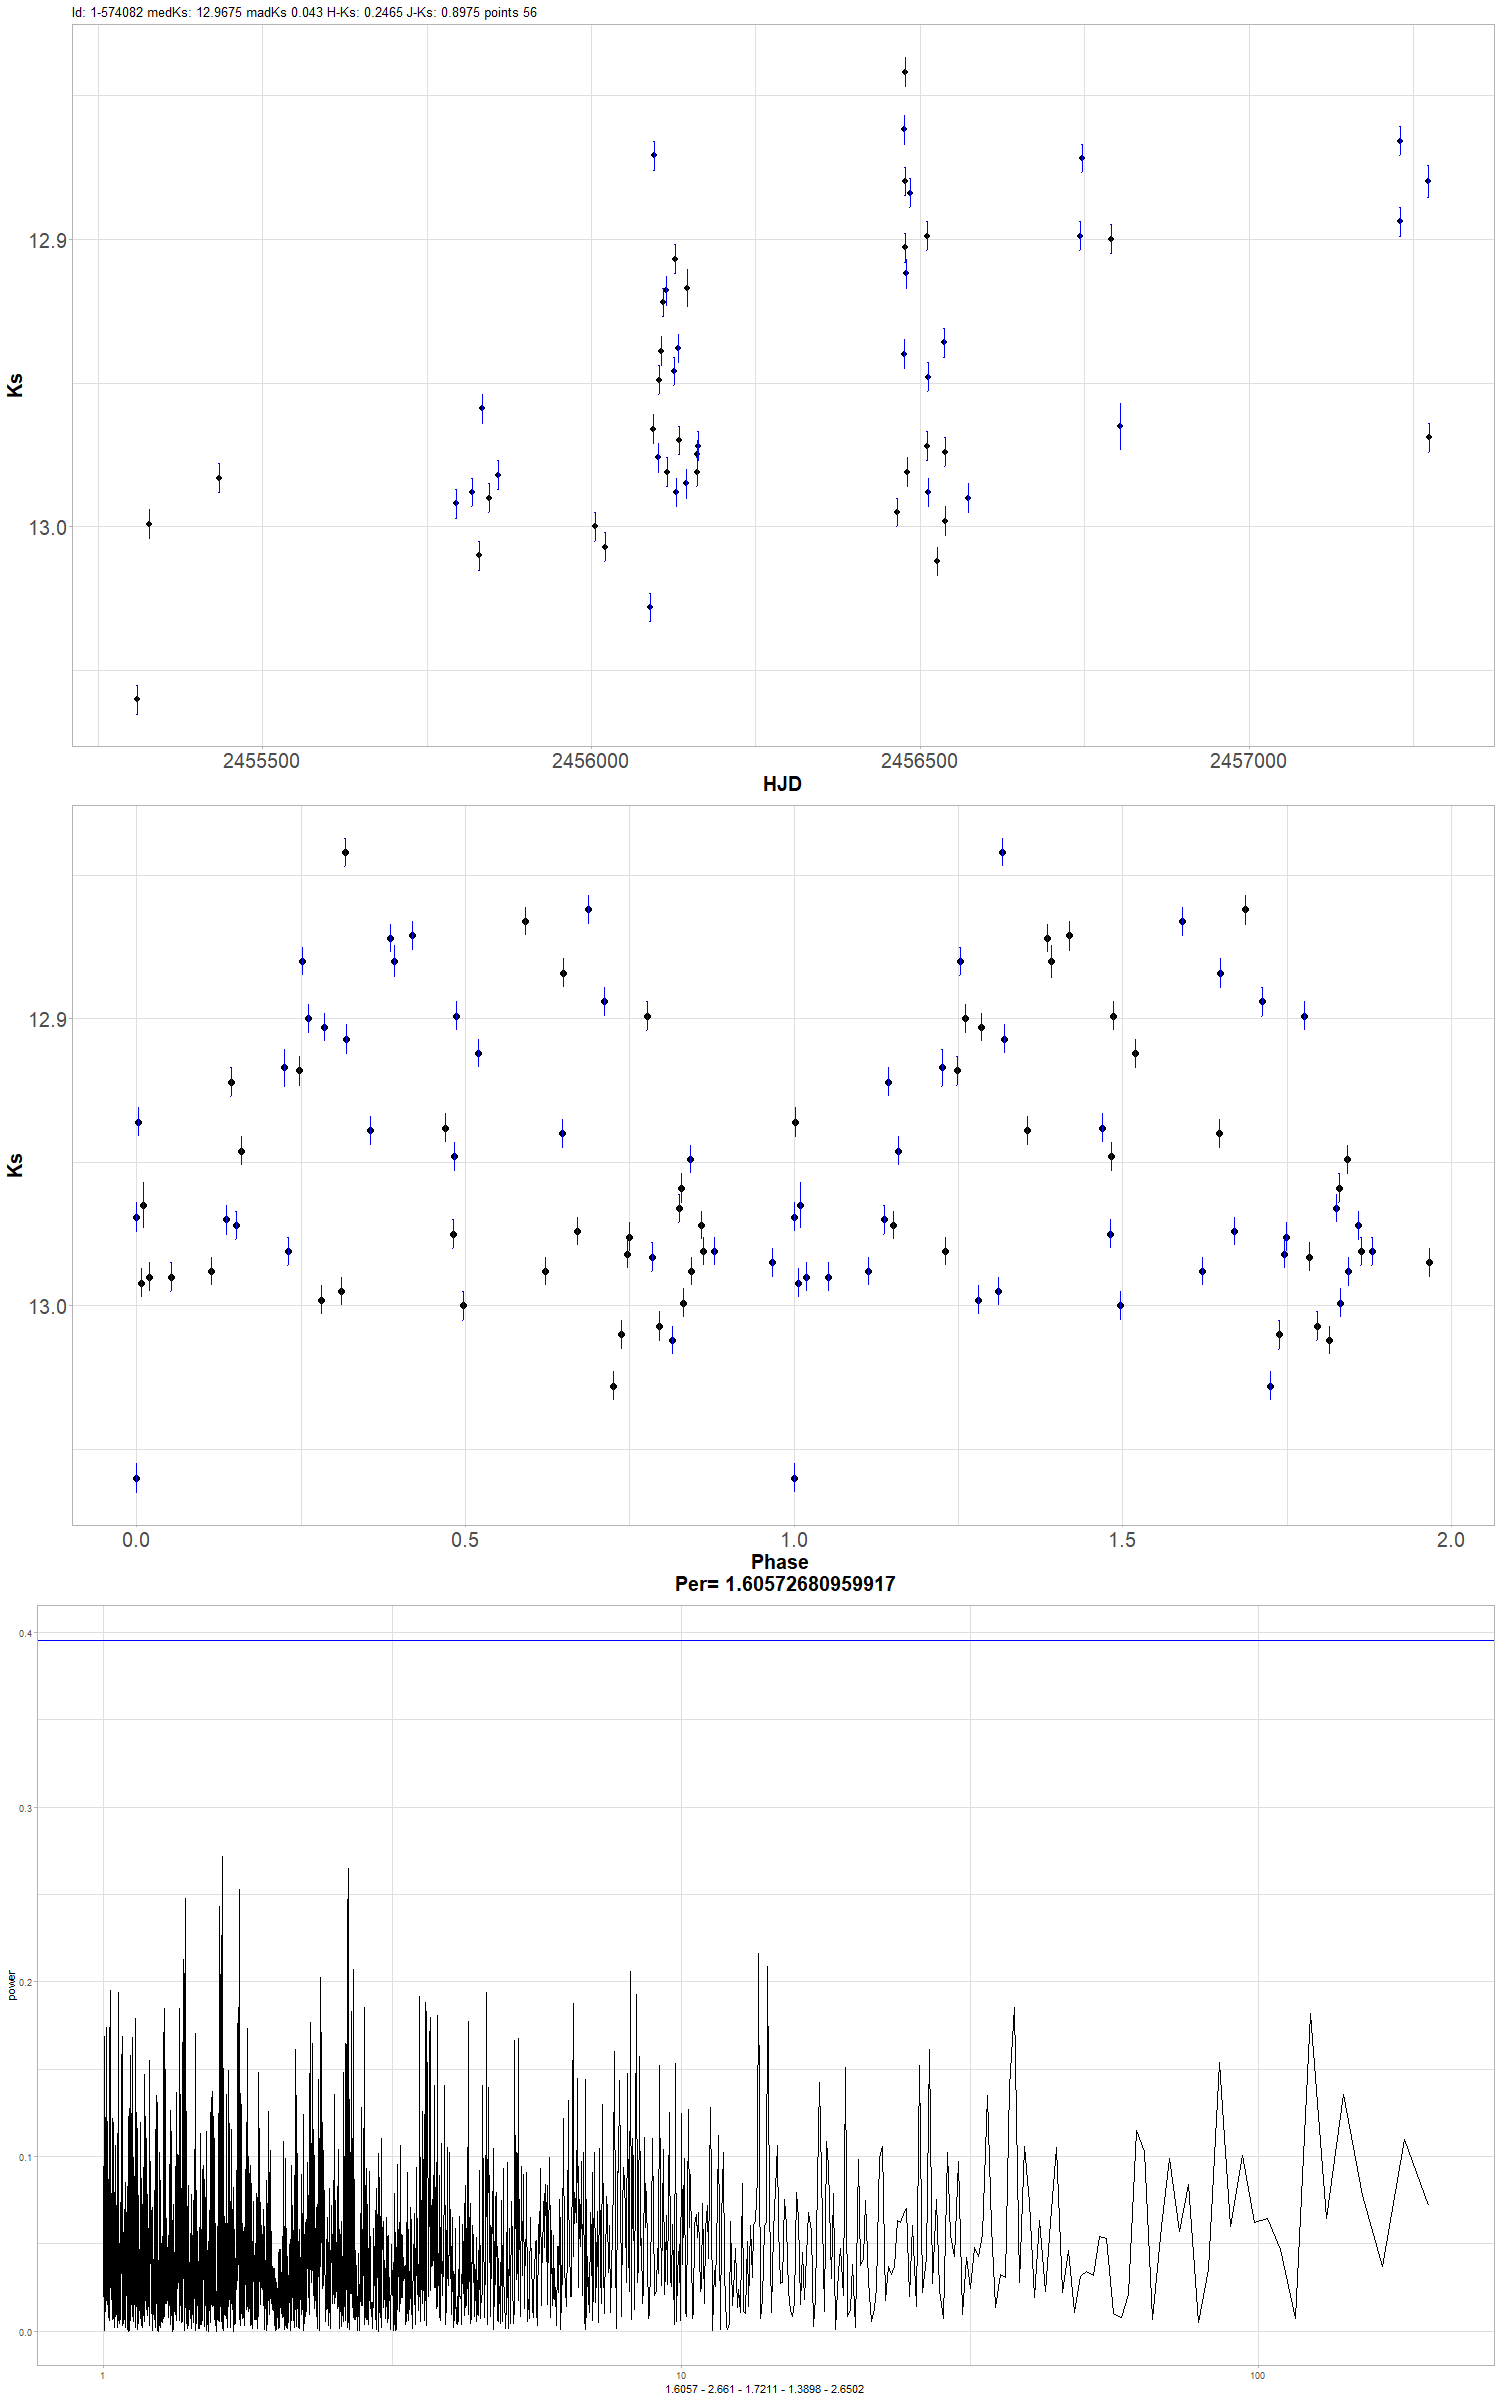 Id: 1-574082 medKs: 12.9675 madKs 0.043 H-Ks: 0.2465 J-Ks: 0.8975 points 56
12.9
13.0
Ks
2455500 2456000 2456500 2457000
HJD
12.9
13.0
Ks
0.0 0.5 1.0 1.5 2.0
Phase
Per= 1.60572680959917
0.4
0.3
0.2
0.1
0.0
power
1 10 100
1.6057 - 2.661 - 1.7211 - 1.3898 - 2.6502